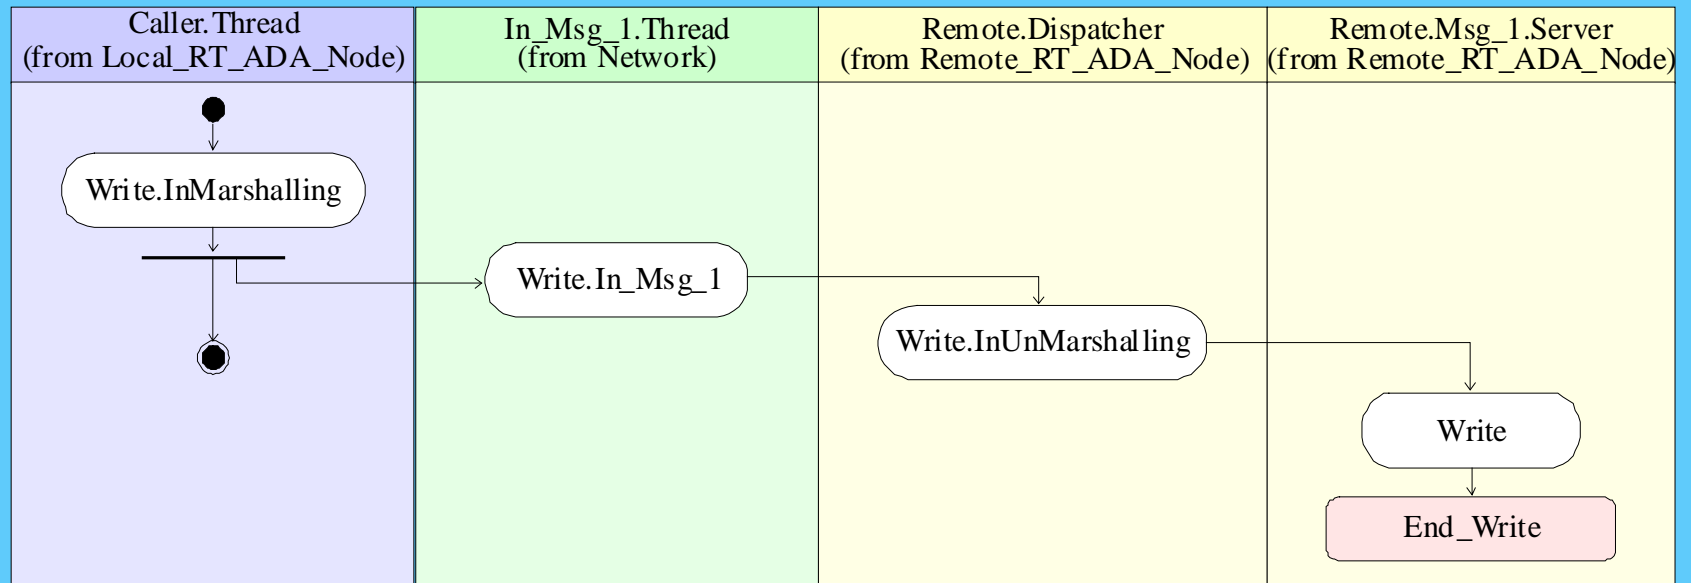 Caller.Thread
(from Local_RT_ADA_Node)
In_Msg_1.Thread
(from Network)
Remote.Dispatcher
(from Remote_RT_ADA_Node)
Remote.Msg_1.Server
(from Remote_RT_ADA_Node)
Write.InMarshalling
Write.In_Msg_1
Write.InUnMarshalling
Write
End_Write